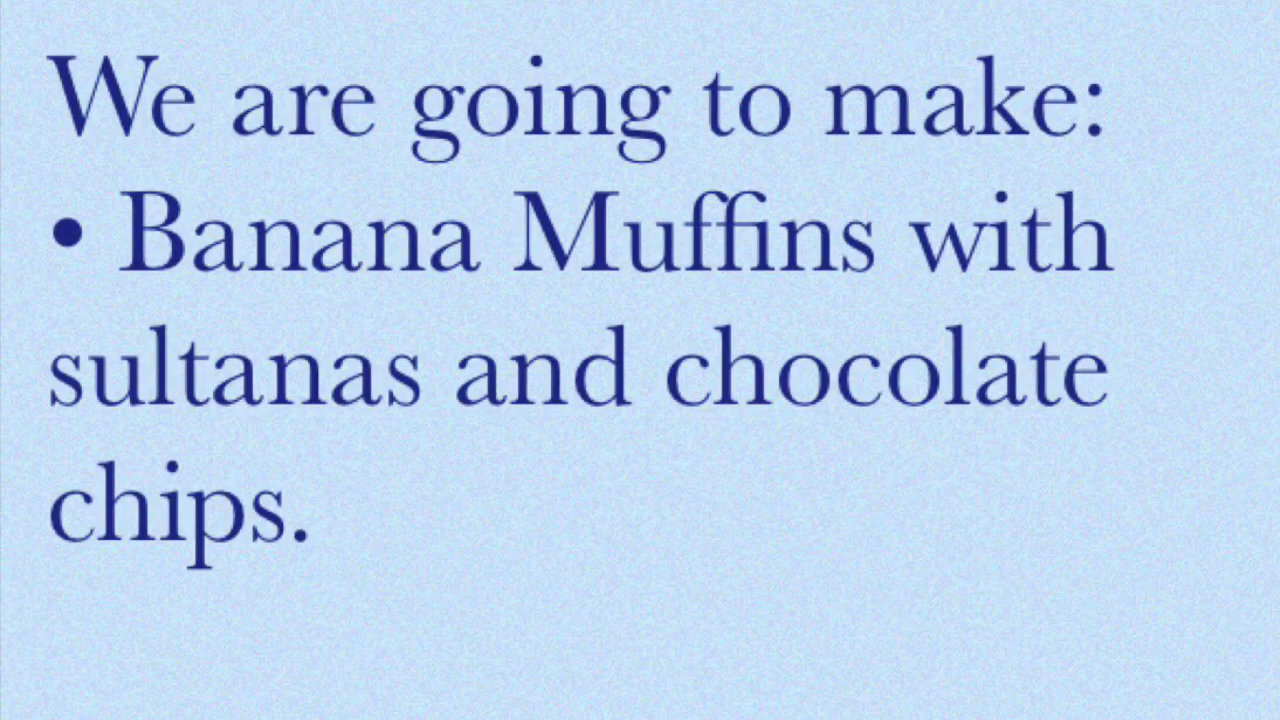 We are going to make:
• Banana Muffins with
sultanas and chocolate
chips.